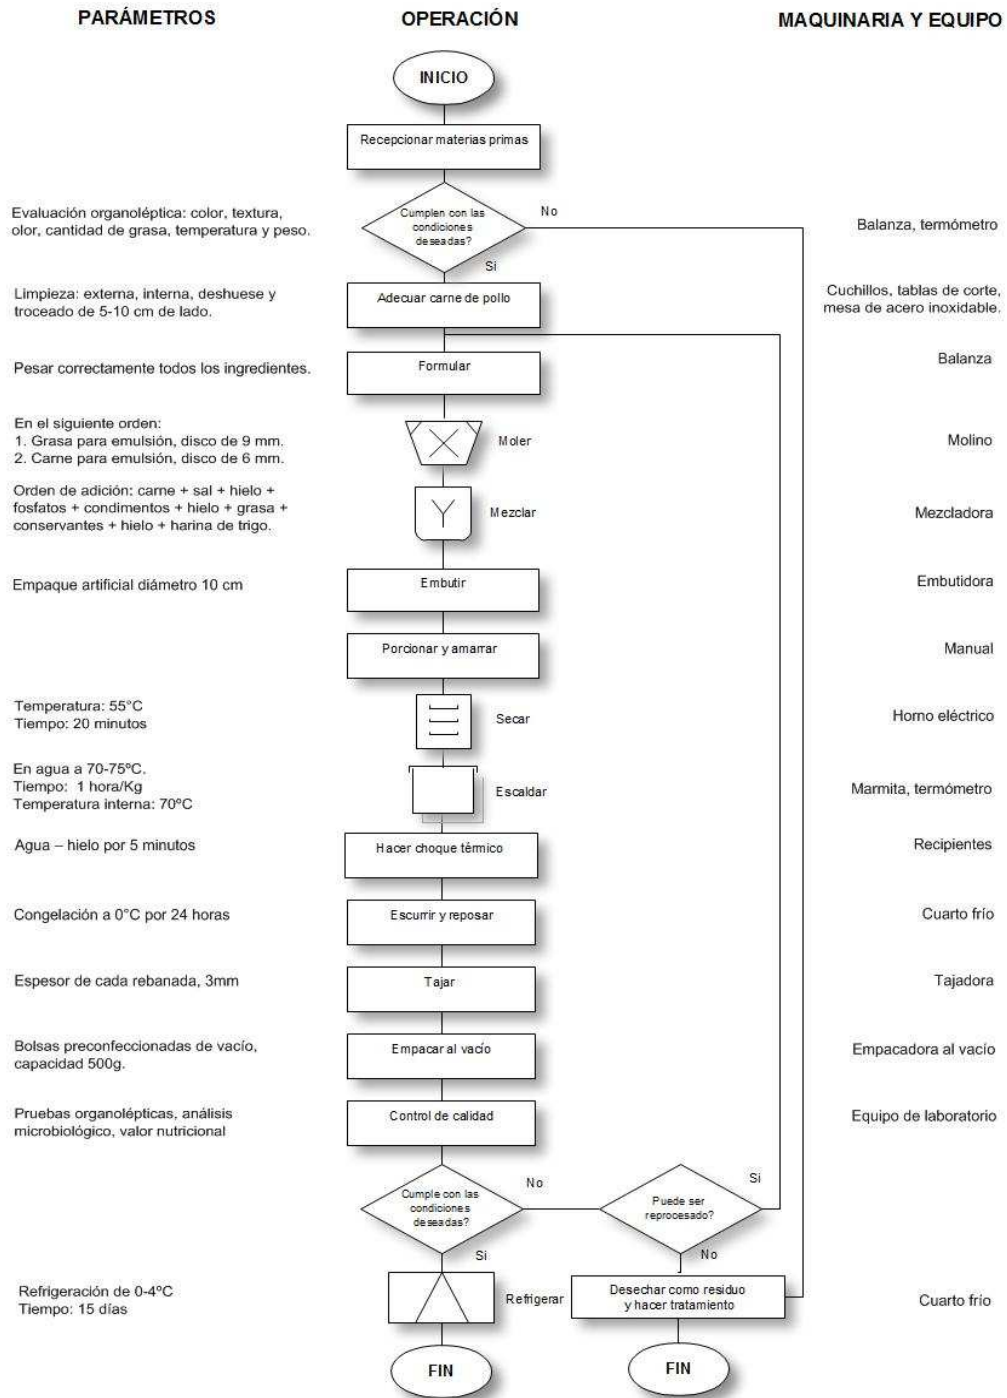 PARÁMETROS
OPERACIÓN
MAQUINARIA Y EQUIPO
INICIO
Recepcionar materias primas
Evaluación organoléptica: color, textura,
olor, cantidad de grasa, temperatura y peso.
Cumplen con las
condiciones
deseadas?
No
Balanza, termómetro
Si
Limpieza: externa, interna, deshuese y
troceado de 5-10 cm de lado.
Adecuar carne de pollo
Cuchillos, tablas de corte,
mesa de acero inoxidable.
Pesar correctamente todos los ingredientes.
Formular
Balanza
En el siguiente orden:
1. Grasa para emulsión, disco de 9 mm.
2. Carne para emulsión, disco de 6 mm.
Moler
Molino
Orden de adición: carne + sal + hielo +
fosfatos + condimentos + hielo + grasa +
conservantes + hielo + harina de trigo.
Mezclar
Mezcladora
Empaque artificial diámetro 10 cm
Embutir
Embutidora
Porcionar y amarrar
Manual
Temperatura: 55°C
Tiempo: 20 minutos
Secar
Horno eléctrico
En agua a 70-75ºC.
Tiempo: 1 hora/Kg
Temperatura interna: 70ºC
Escaldar
Marmita, termómetro
Agua – hielo por 5 minutos
Hacer choque térmico
Recipientes
Congelación a 0°C por 24 horas
Escurrir y reposar
Cuarto frío
Espesor de cada rebanada, 3mm
Tajar
Tajadora
Bolsas preconfeccionadas de vacío,
capacidad 500g.
Empacar al vacío
Empacadora al vacío
Pruebas organolépticas, análisis
microbiológico, valor nutricional
Control de calidad
Equipo de laboratorio
Cumple con las
condiciones
deseadas?
No
Puede ser
reprocesado?
Si
Si
No
Refrigeración de 0-4ºC
Tiempo: 15 días
Refrigerar
Desechar como residuo
y hacer tratamiento
Cuarto frío
FIN
FIN